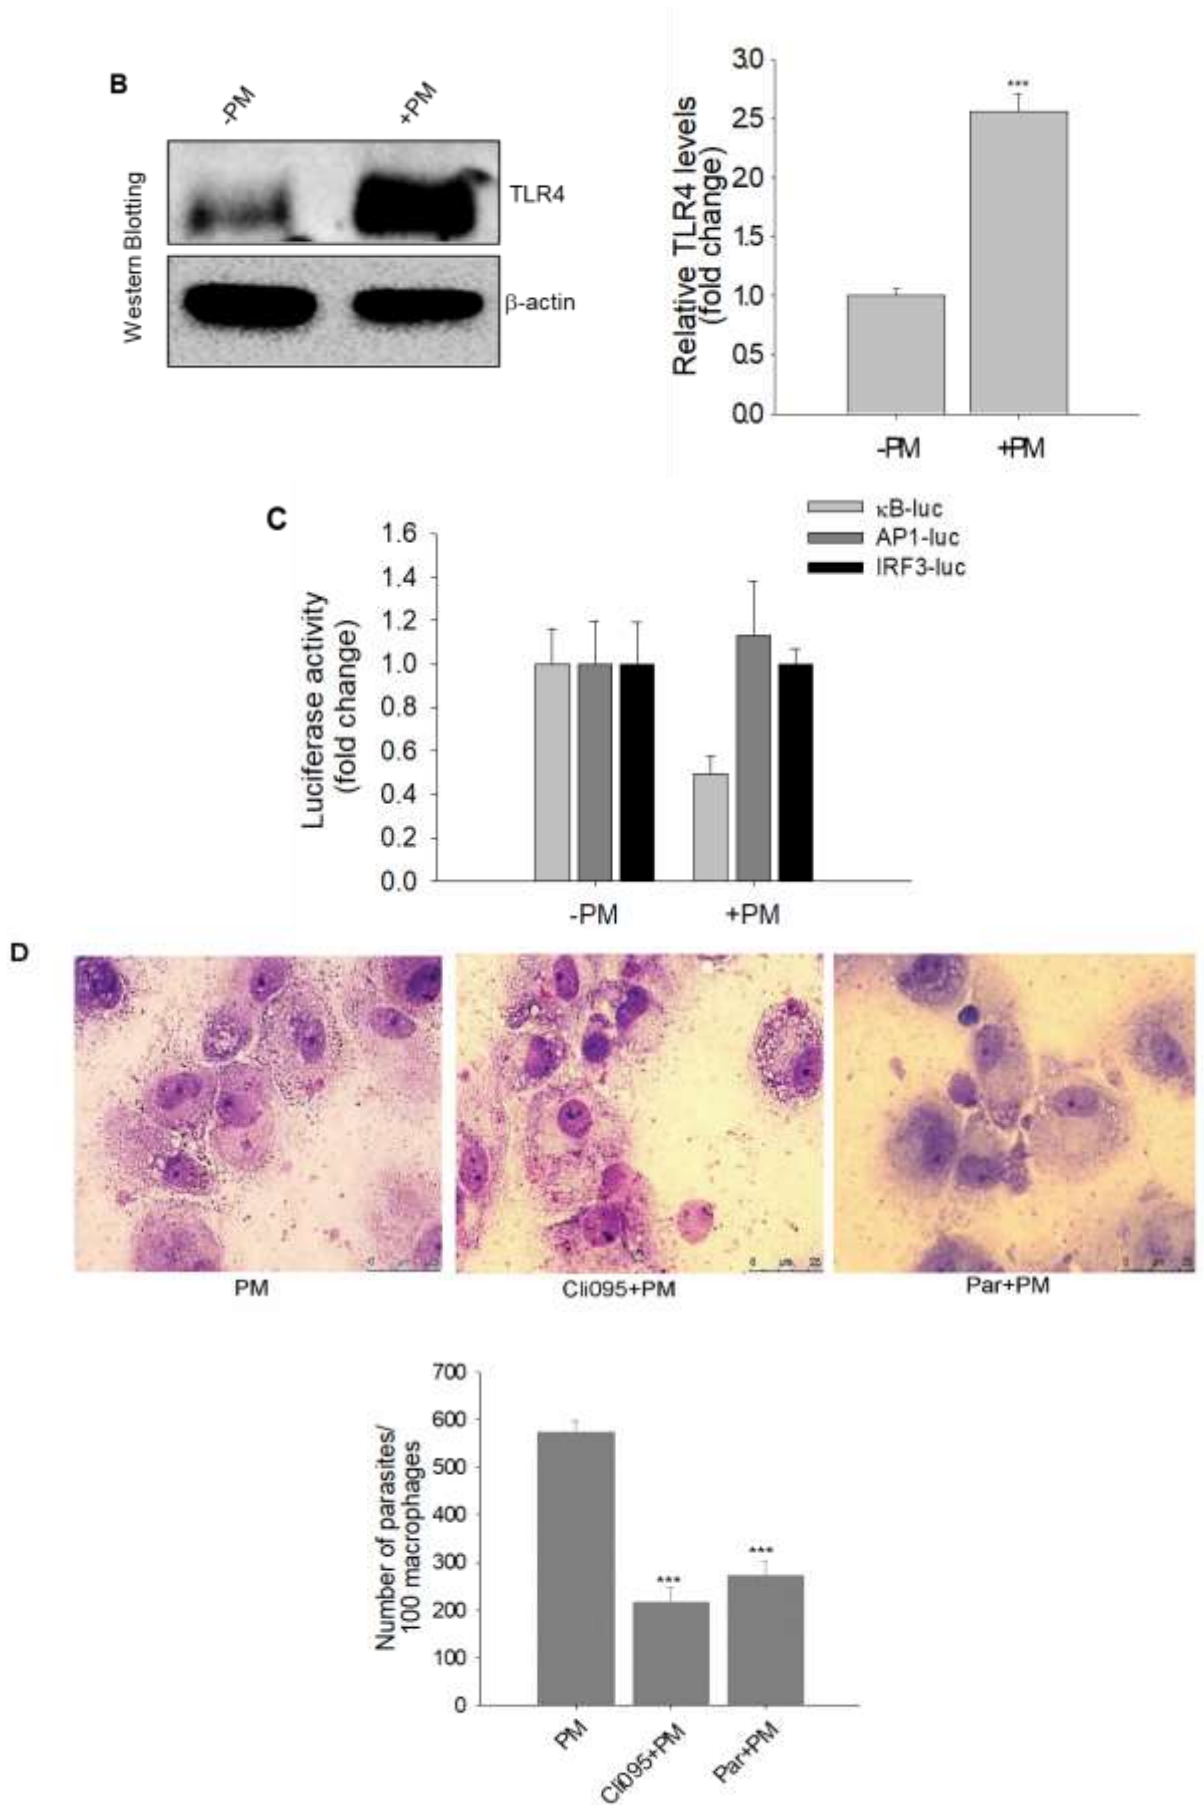 B
-PM
+PM
Western Blotting
TLR4
β-actin
Relative TLR4 levels
(fold change)
3.0
2.5
2.0
1.5
1.0
0.5
0.0
***
-PM
+PM
C
κB-luc
AP1-luc
IRF3-luc
Luciferase activity
(fold change)
1.6
1.4
1.2
1.0
0.8
0.6
0.4
0.2
0.0
-PM
+PM
D
0 µm 25
PM
Cli095+PM
Par+PM
Number of parasites/
100 macrophages
700
600
500
400
300
200
100
0
***
***
PM
Cli095+PM
Par+PM